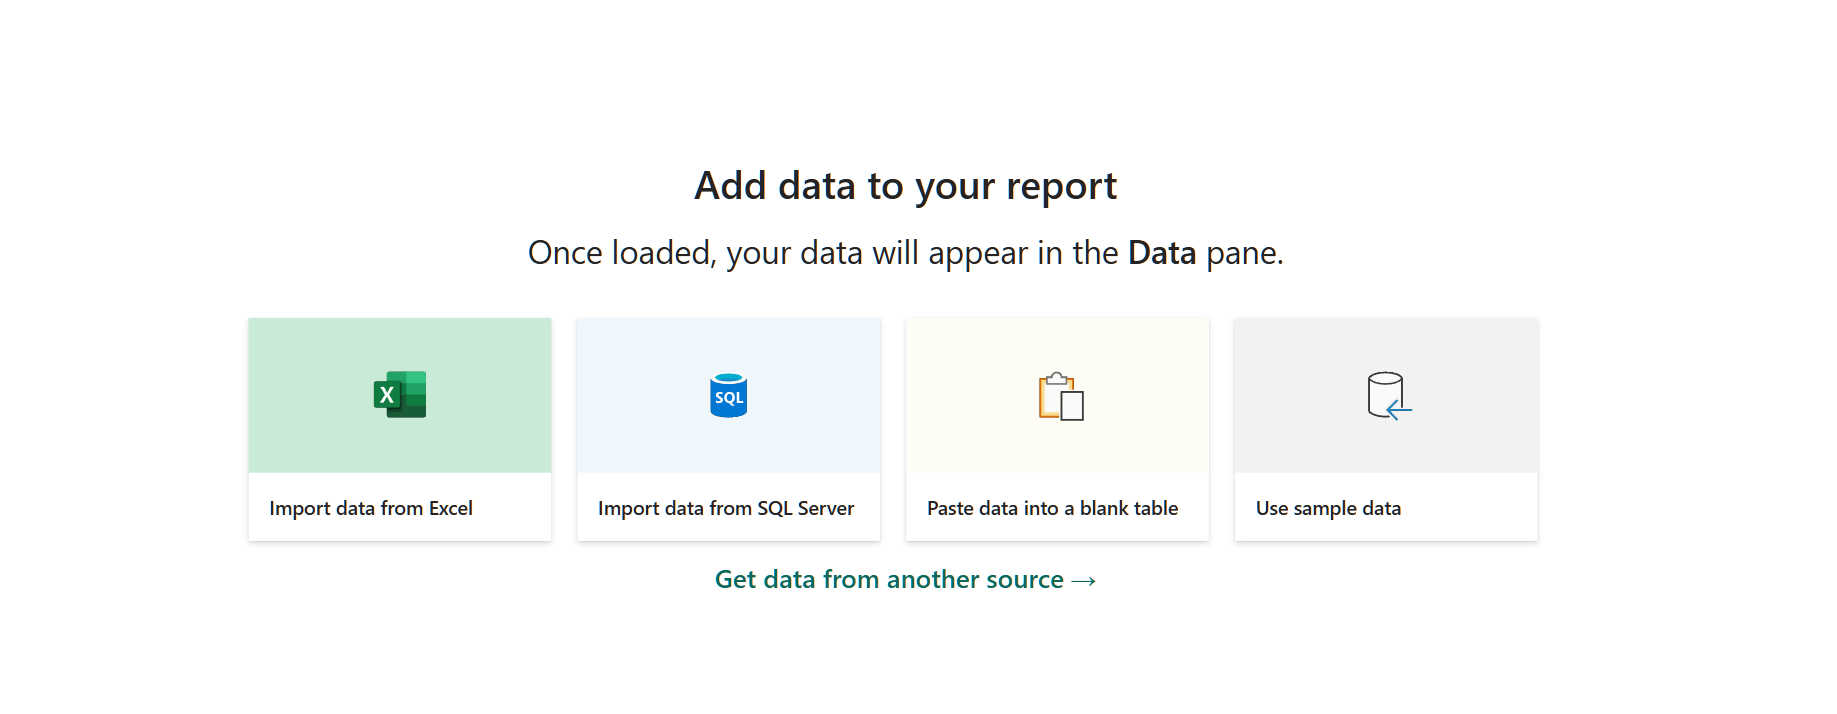 Add data to your report
Once loaded, your data will appear in the Data pane.
X
SQL
Import data from Excel
Import data from SQL Server
Paste data into a blank table
Use sample data
Get data from another source →